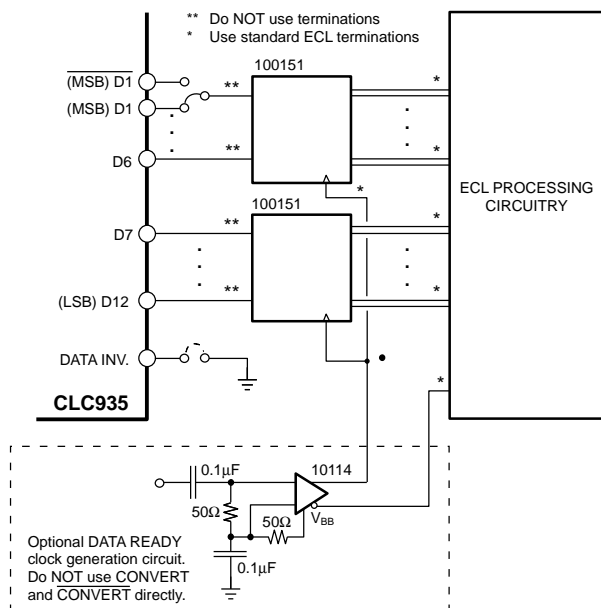 ** Do NOT use terminations
* Use standard ECL terminations
(MSB) D1
**
100151
*
(MSB) D1
D6
**
*
*
ECL PROCESSING
CIRCUITRY
100151
D7
**
*
(LSB) D12
**
*
DATA INV.
*
CLC935
0.1µF
10114
50Ω
50Ω
VBB
0.1µF
Optional DATA READY
clock generation circuit.
Do NOT use CONVERT
and CONVERT directly.